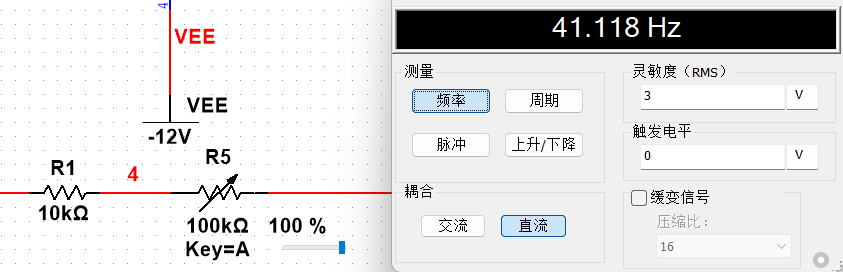 4
VEE
VEE
-12V
R1
10kΩ
4
R5
100kΩ
100 %
Key=A
41.118 Hz
测量
频率
周期
脉冲
上升/下降
耦合
交流
直流
灵敏度（RMS）
3
V
触发电平
0
V
缓变信号
压缩比：
16